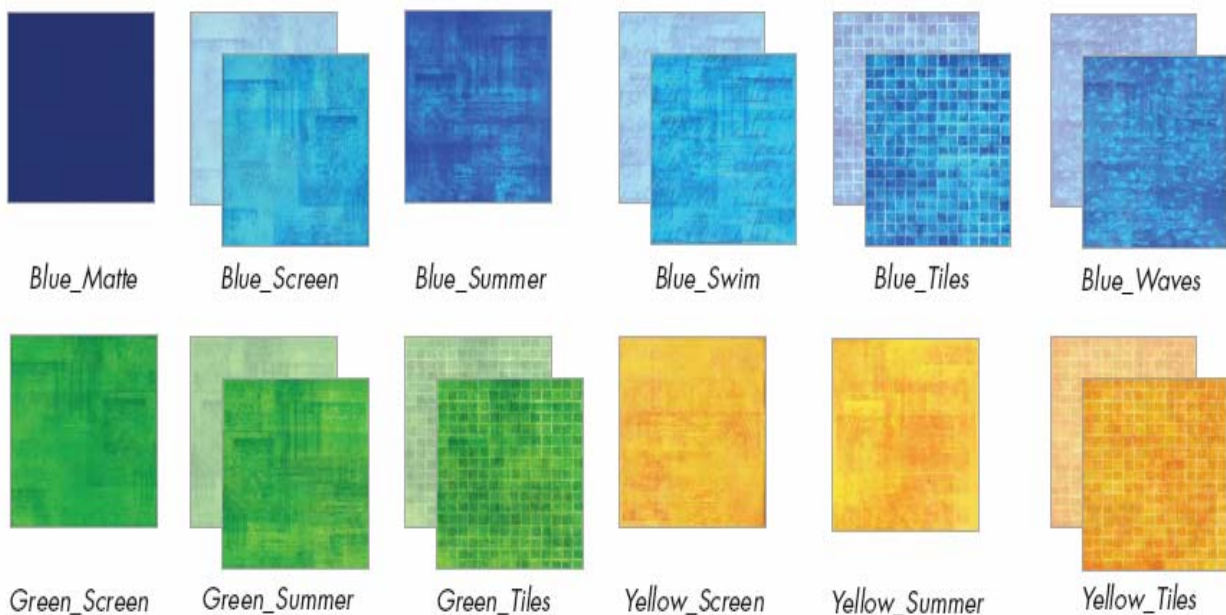 Blue_Matte
Blue_Screen
Blue_Summer
Blue_Swim
Blue_Tiles
Blue_Waves
Green_Screen
Green_Summer
Green_Tiles
Yellow_Screen
Yellow_Summer
Yellow_Tiles